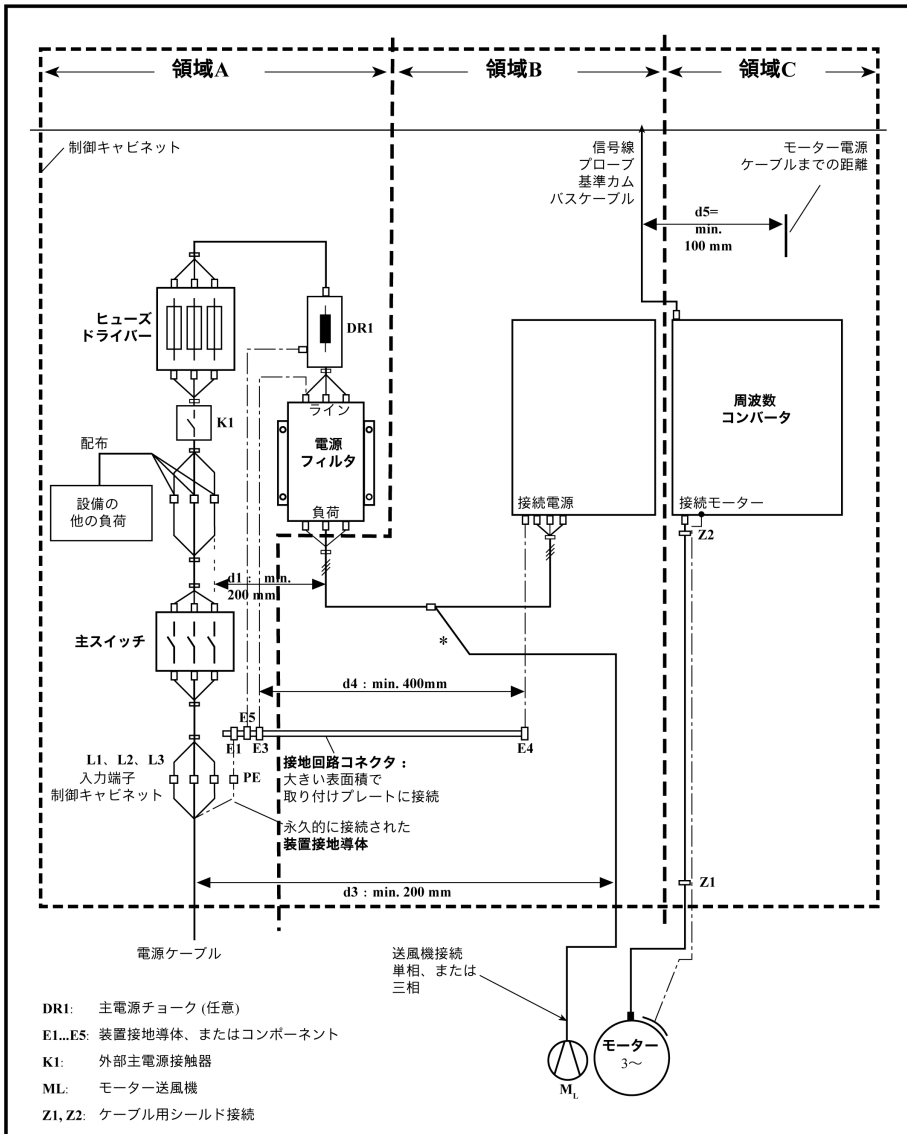 領域A
領域B
領域C
制御キャビネット
信号線
プローブ
基準カム
バスケーブル
モーター電源
ケーブルまでの距離
d5=
min.
100 mm
ヒューズ
ドライバー
DR1
K1
ライン
電源
フィルタ
負荷
配布
設備の
他の負荷
周波数
コンバータ
接続電源
接続モーター
Z2
d1 : min.
200 mm
主スイッチ
*
d4 : min. 400mm
E5
E1
E3
E4
L1、L2、L3
入力端子
制御キャビネット
PE
接地回路コネクタ :
大きい表面積で
取り付けプレートに接続
永久的に接続された
装置接地導体
Z1
d3 : min. 200 mm
電源ケーブル
送風機接続
単相、または
三相
モーター
3～
ML
DR1: 主電源チョーク (任意)
E1...E5: 装置接地導体、またはコンポーネント
K1: 外部主電源接触器
ML: モーター送風機
Z1, Z2: ケーブル用シールド接続